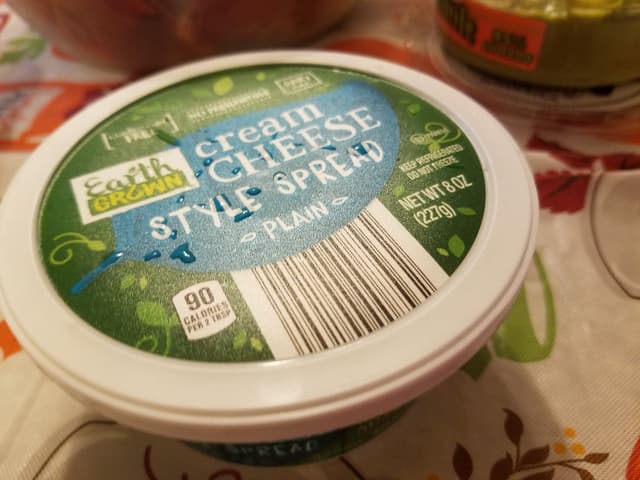 Earth
GROWN
cream
CHEESE
STYLE SPREAD
PLAIN
KEEP REFRIGERATED
DO NOT FREEZE
NET WT 8 OZ
(227g)
90
CALORIES
PER 2 TBSP
SPREAD